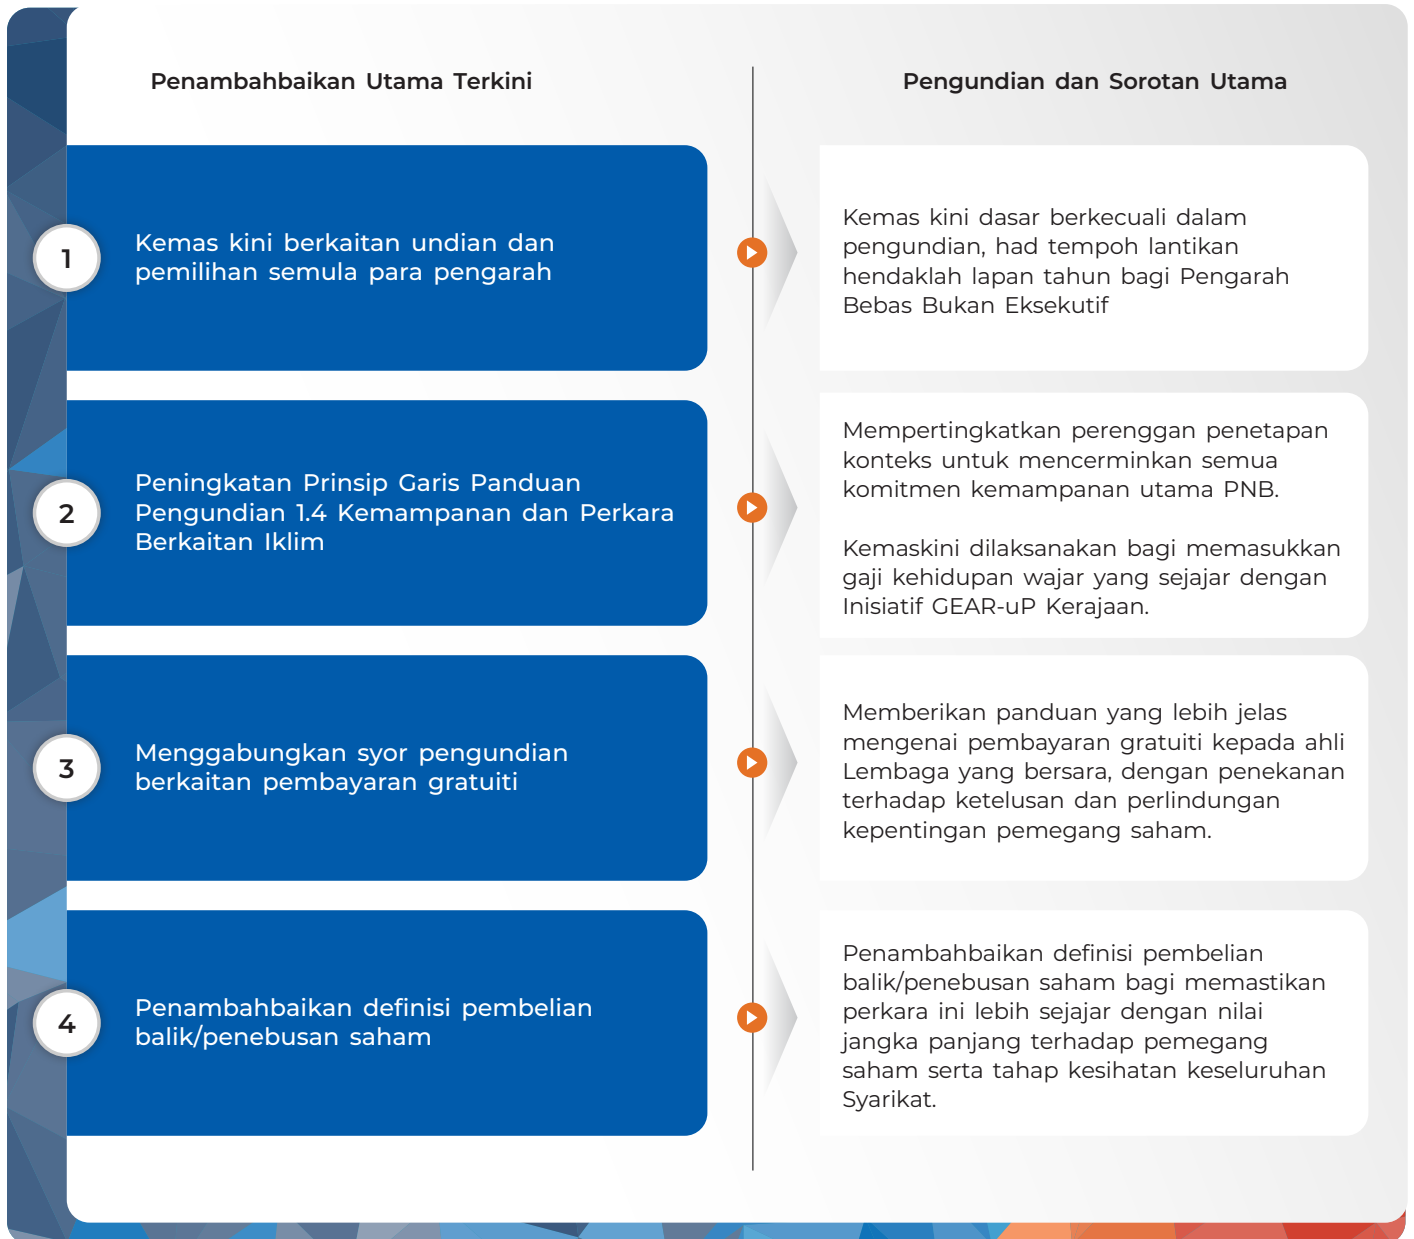 Penambahbaikan Utama Terkini
Pengundian dan Sorotan Utama
1
Kemas kini berkaitan undian dan
pemilihan semula para pengarah
Kemas kini dasar berkecuali dalam
pengundian, had tempoh lantikan
hendaklah lapan tahun bagi Pengarah
Bebas Bukan Eksekutif
2
Peningkatan Prinsip Garis Panduan
Pengundian 1.4 Kemampanan dan Perkara
Berkaitan Iklim
Mempertingkatkan perenggan penetapan
konteks untuk mencerminkan semua
komitmen kemampanan utama PNB.
Kemaskini dilaksanakan bagi memasukkan
gaji kehidupan wajar yang sejajar dengan
Inisiatif GEAR-uP Kerajaan.
3
Menggabungkan syor pengundian
berkaitan pembayaran gratuiti
Memberikan panduan yang lebih jelas
mengenai pembayaran gratuiti kepada ahli
Lembaga yang bersara, dengan penekanan
terhadap ketelusan dan perlindungan
kepentingan pemegang saham.
4
Penambahbaikan definisi pembelian
balik/penebusan saham
Penambahbaikan definisi pembelian
balik/penebusan saham bagi memastikan
perkara ini lebih sejajar dengan nilai
jangka panjang terhadap pemegang
saham serta tahap kesihatan keseluruhan
Syarikat.